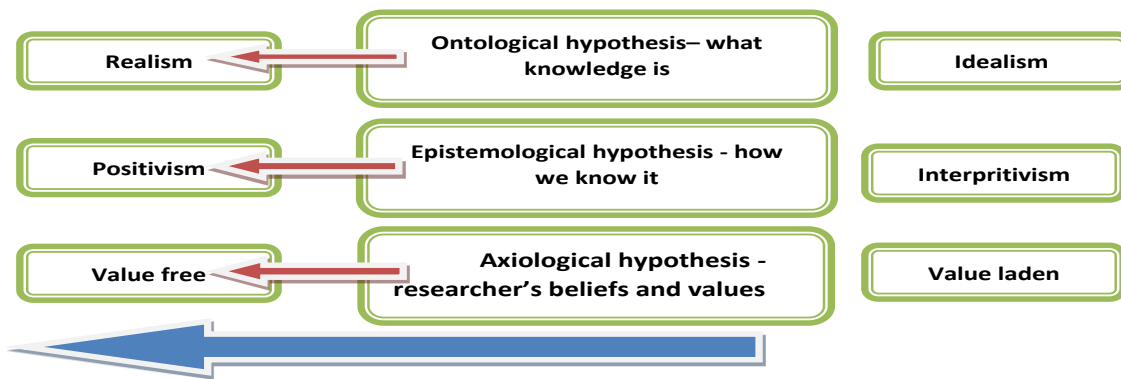 Realism
Ontological hypothesis– what
knowledge is
Idealism
Positivism
Epistemological hypothesis - how
we know it
Interpritivism
Value free
Axiological hypothesis -
researcher’s beliefs and values
Value laden